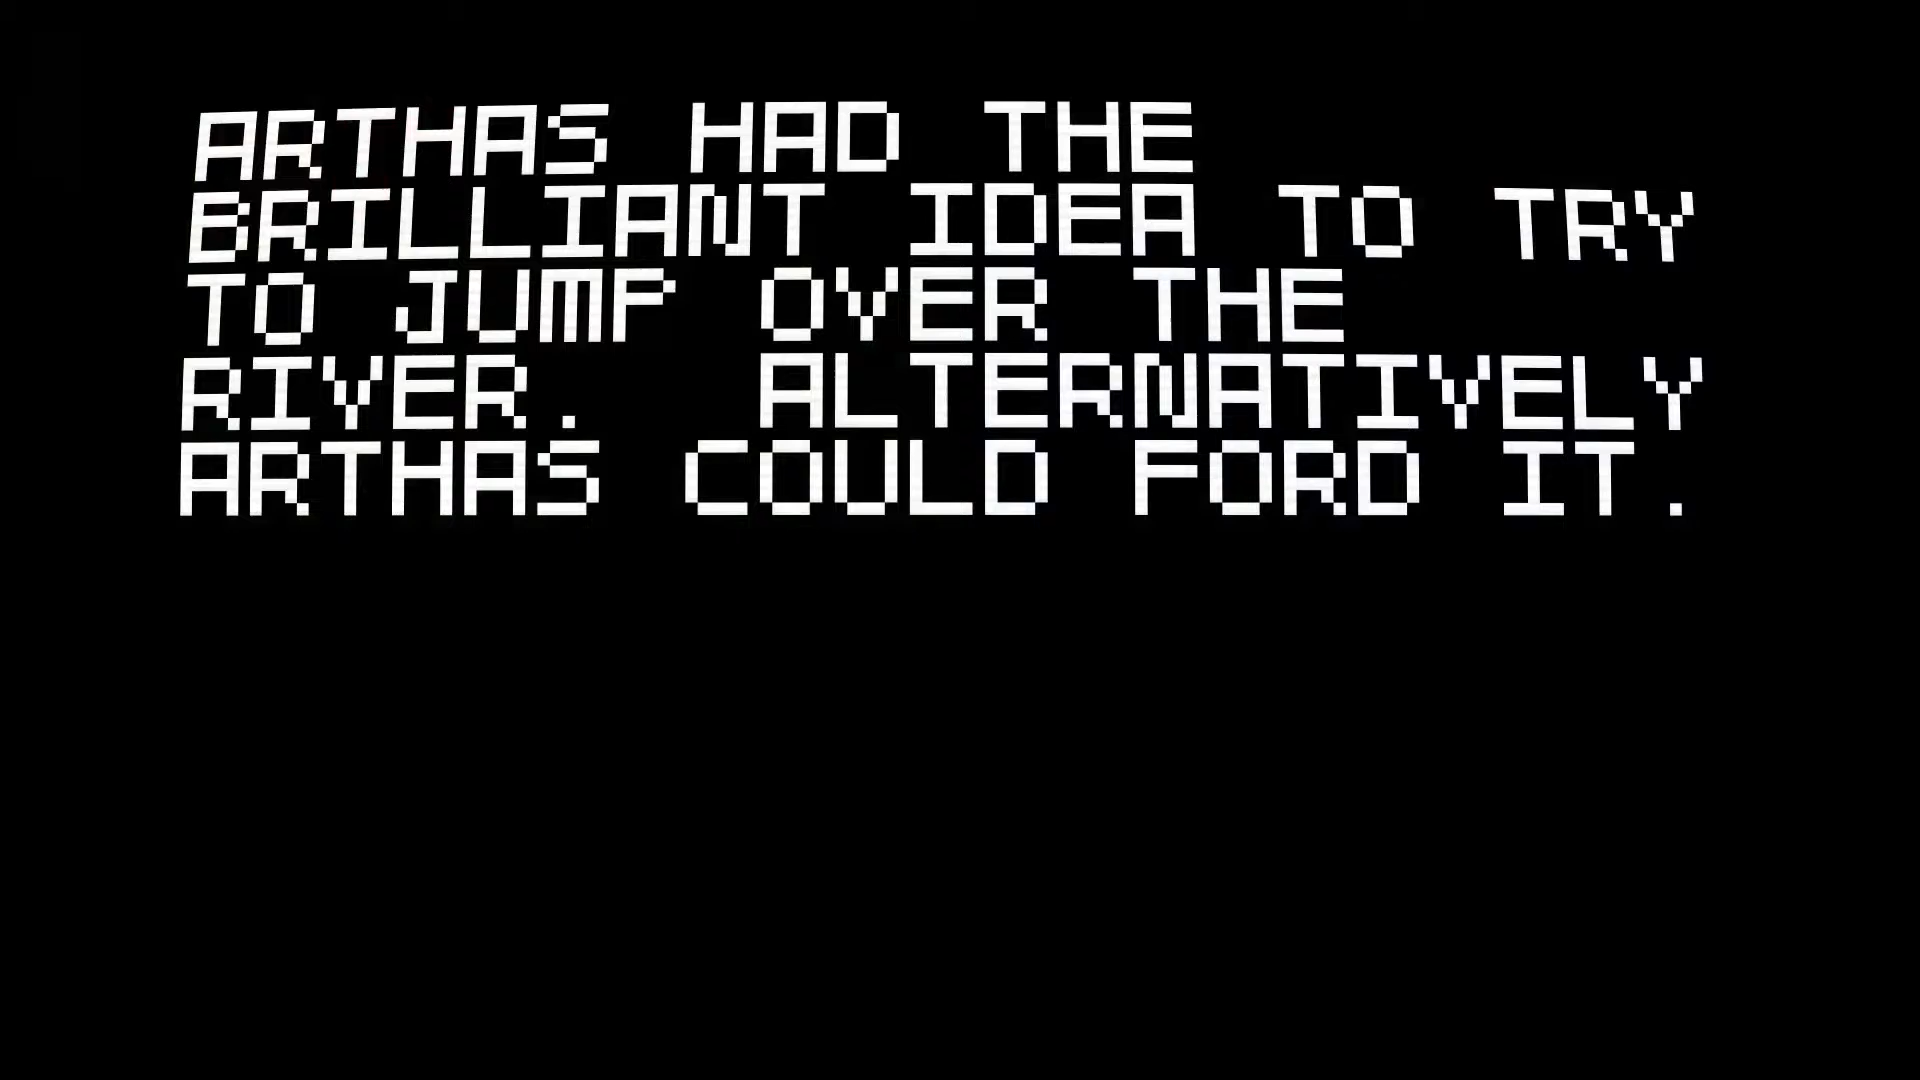 ARTHAS HAD THE
BRILLIANT IDEA TO TRY
TO JUMP OVER THE
RIVER.  ALTERNATIVELY
ARTHAS COULD FORD IT.